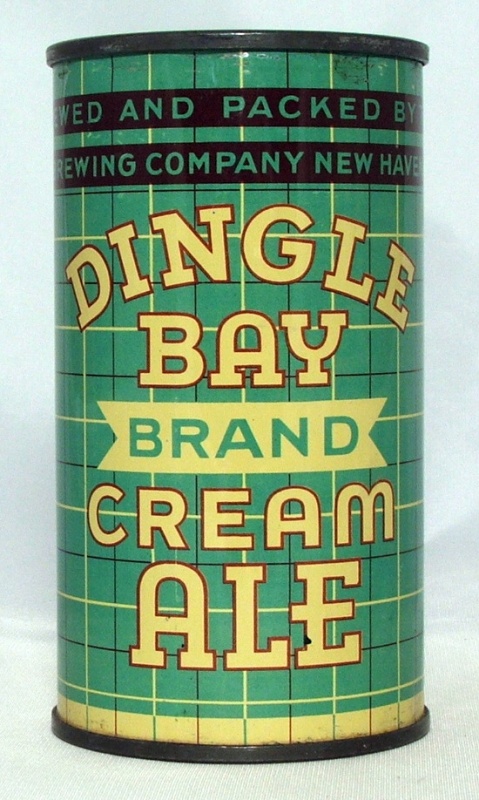 EWED AND PACKED BY
REWING COMPANY NEW HAVE
DINGLE
BAY
BRAND
CREAM
ALE